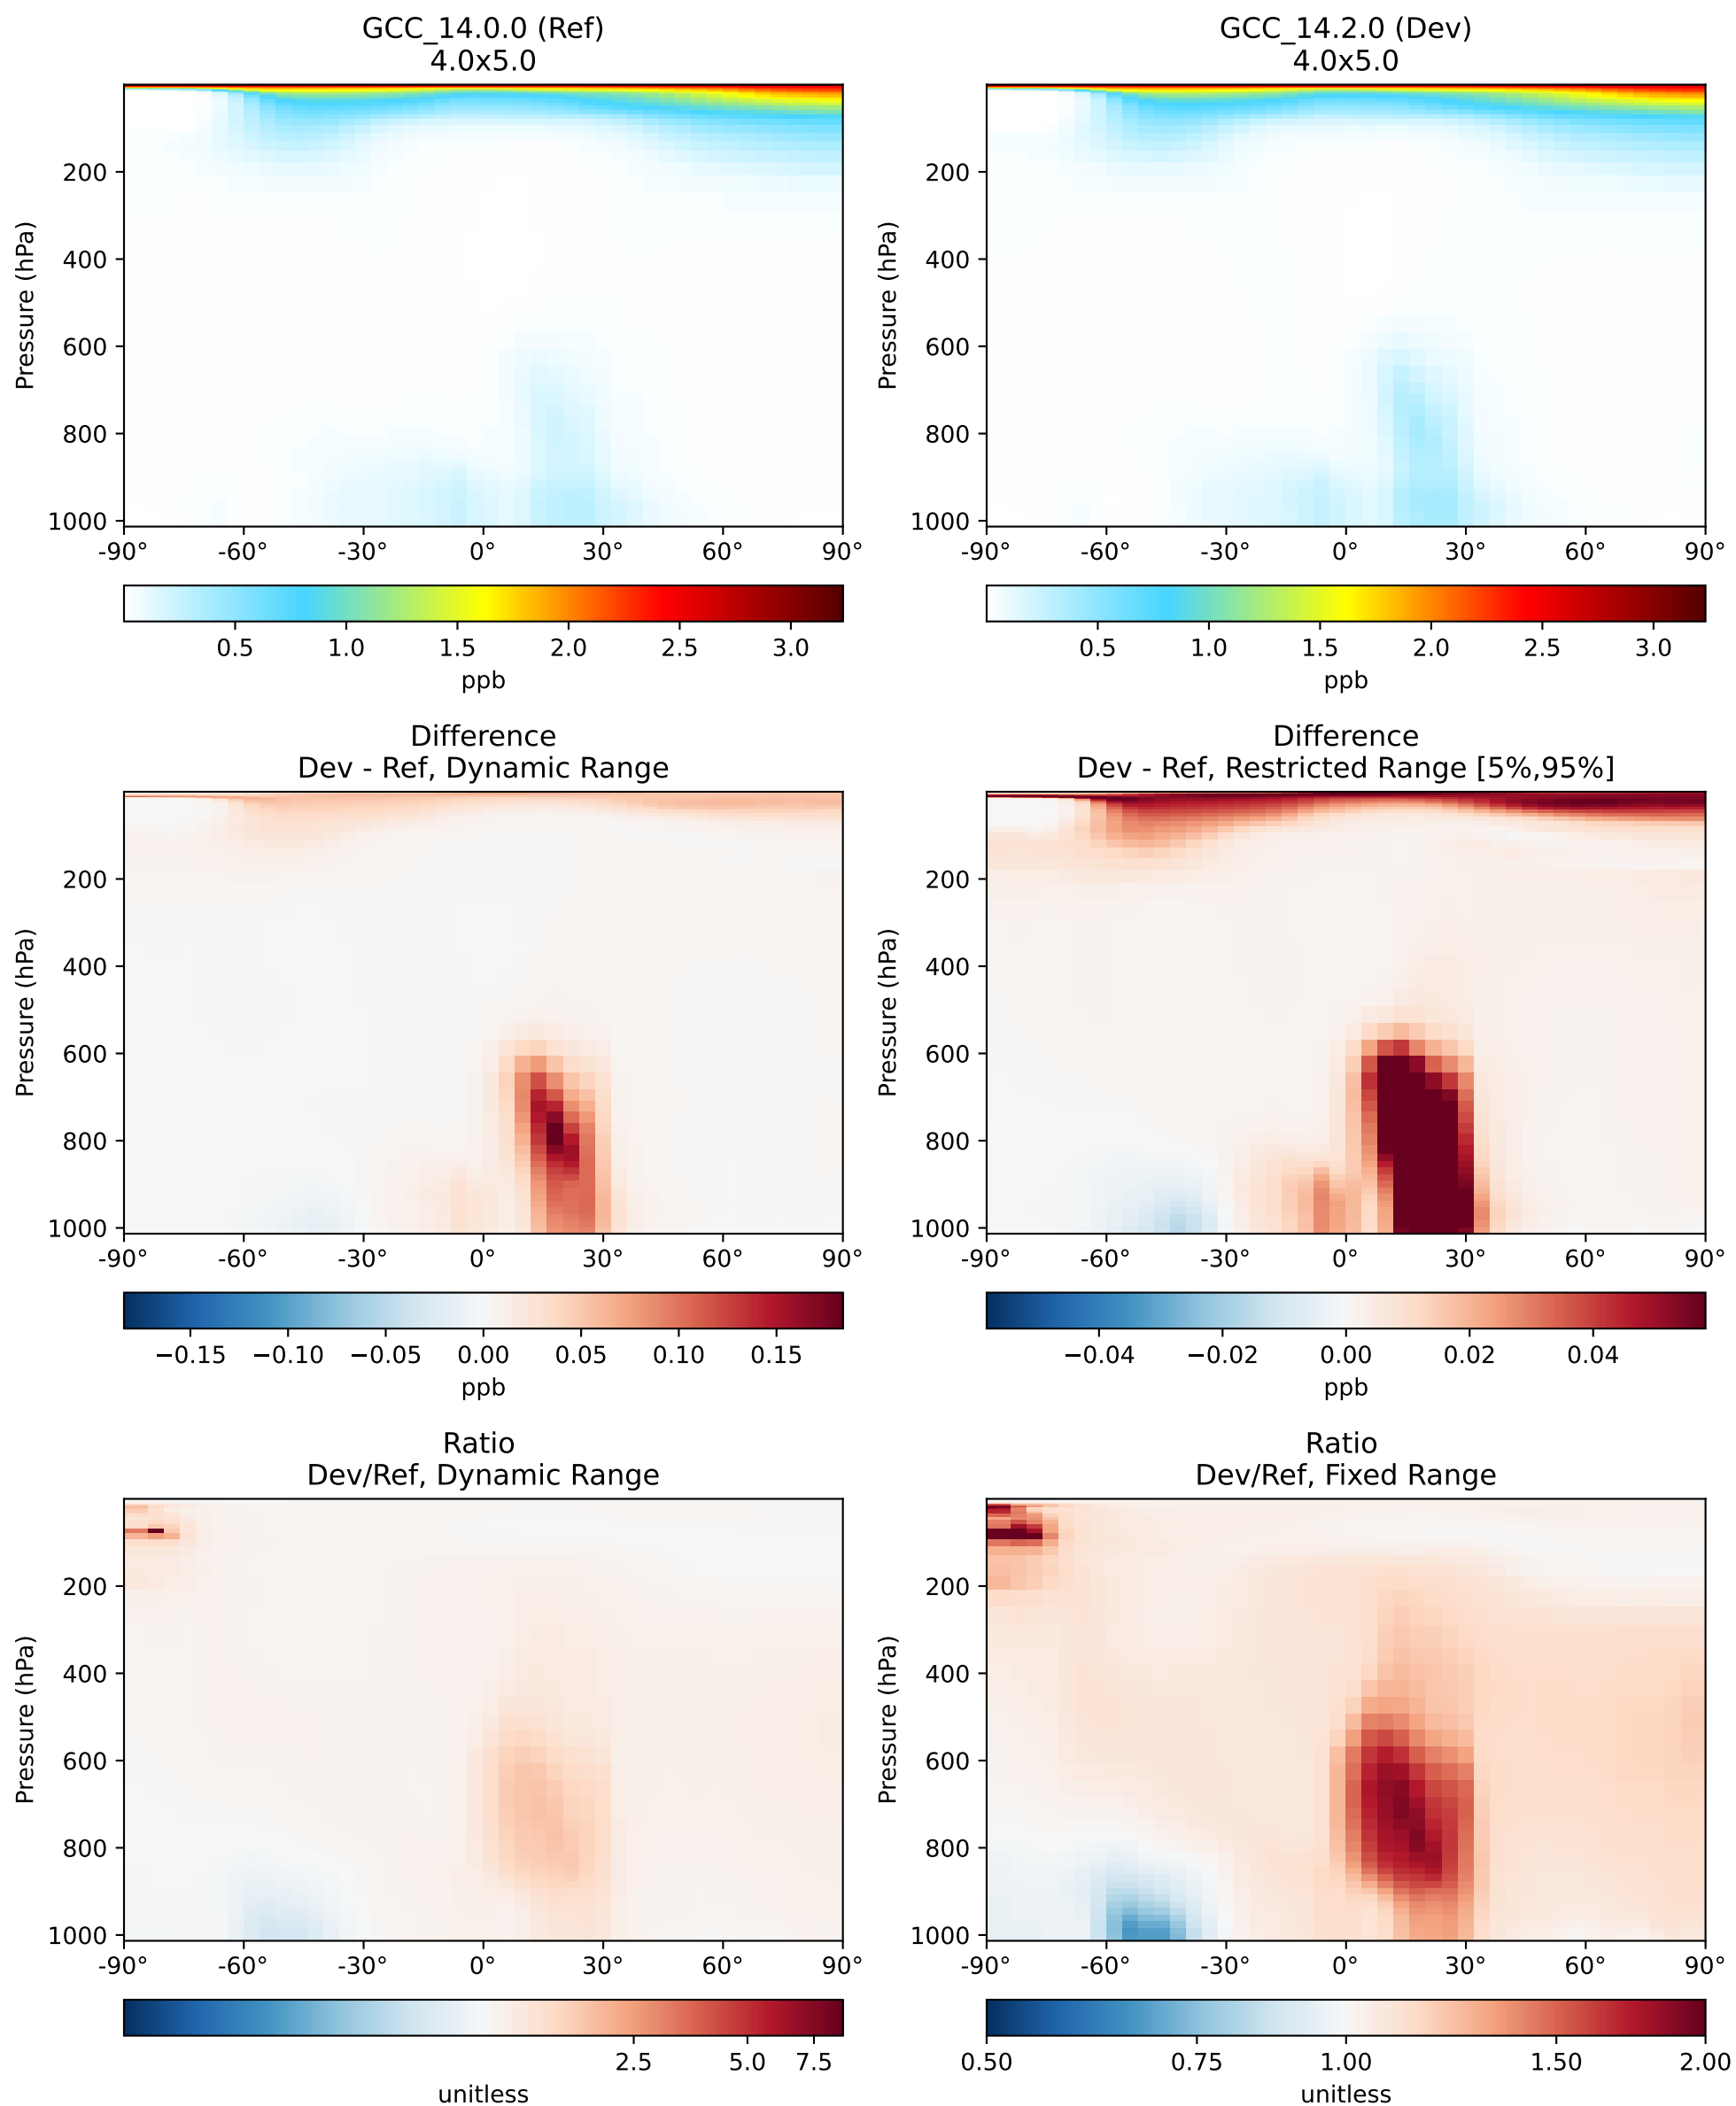 GCC_14.0.0 (Ref)
4.0x5.0
GCC_14.2.0 (Dev)
4.0x5.0
Pressure (hPa)
200
400
600
800
1000
-90° -60° -30° 0° 30° 60° 90°
0.5 1.0 1.5 2.0 2.5 3.0
ppb
Pressure (hPa)
200
400
600
800
1000
-90° -60° -30° 0° 30° 60° 90°
0.5 1.0 1.5 2.0 2.5 3.0
ppb
Difference
Dev - Ref, Dynamic Range
Difference
Dev - Ref, Restricted Range [5%,95%]
Pressure (hPa)
200
400
600
800
1000
-90° -60° -30° 0° 30° 60° 90°
−0.15 −0.10 −0.05 0.00 0.05 0.10 0.15
ppb
Pressure (hPa)
200
400
600
800
1000
-90° -60° -30° 0° 30° 60° 90°
−0.04 −0.02 0.00 0.02 0.04
ppb
Ratio
Dev/Ref, Dynamic Range
Ratio
Dev/Ref, Fixed Range
Pressure (hPa)
200
400
600
800
1000
-90° -60° -30° 0° 30° 60° 90°
2.5 5.0 7.5
unitless
Pressure (hPa)
200
400
600
800
1000
-90° -60° -30° 0° 30° 60° 90°
0.50 0.75 1.00 1.50 2.00
unitless